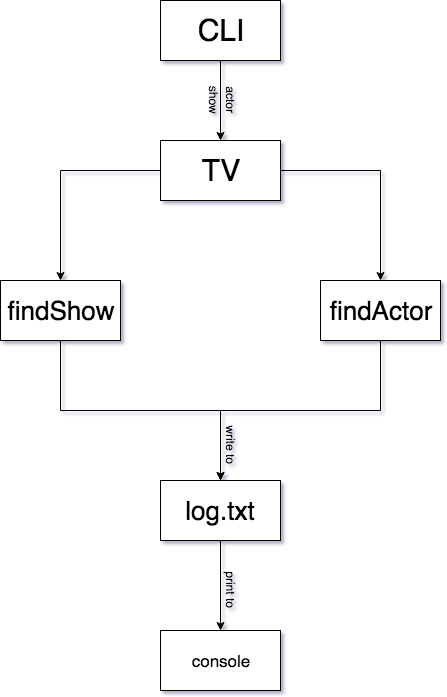 CLI
actor
show
TV
findShow
findActor
write to
log.txt
print to
console